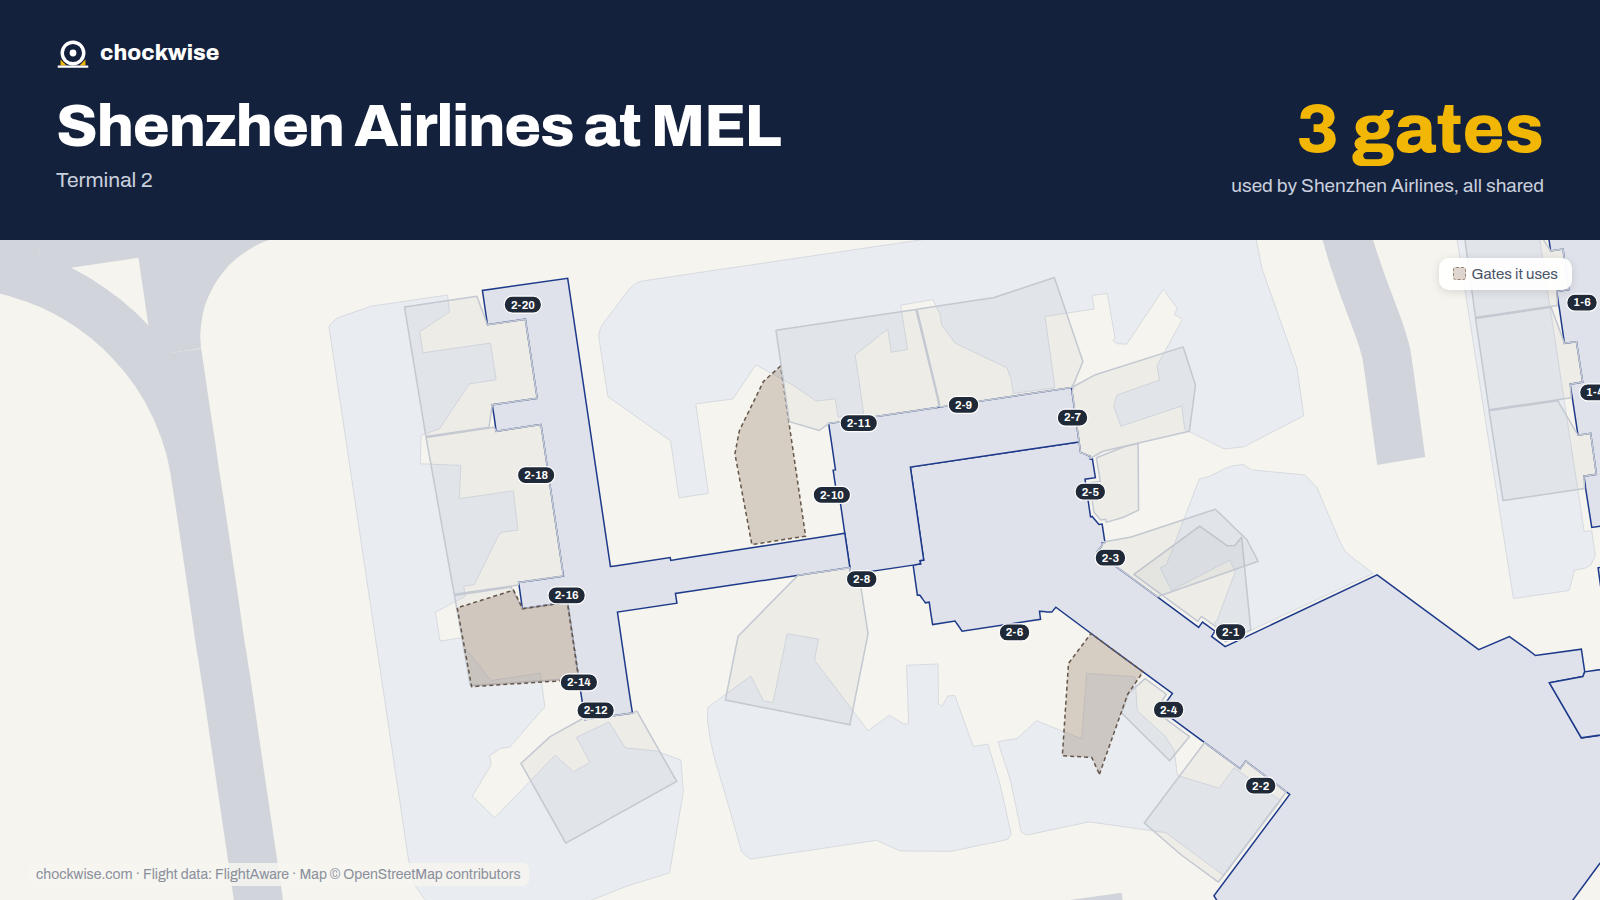 chockwise
Shenzhen Airlines at MEL
Terminal 2
3 gates
used by Shenzhen Airlines, all shared
Gates it uses
2-20
1-6
1-4
2-9
2-7
2-11
2-18
2-5
2-10
2-3
2-8
2-16
2-6
2-1
2-14
2-4
2-12
2-2
chockwise.com · Flight data: FlightAware · Map © OpenStreetMap contributors